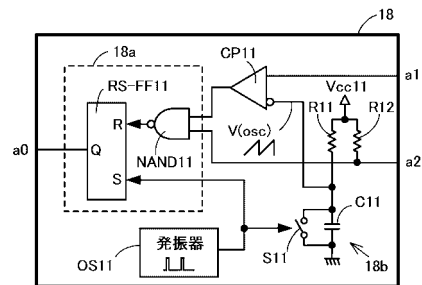 18
18a
RS-FF11
CP11
a1
Vcc11
R11
R12
R
V(osc)
a0
Q
NAND11
a2
S
C11
発振器
S11
OS11
18b